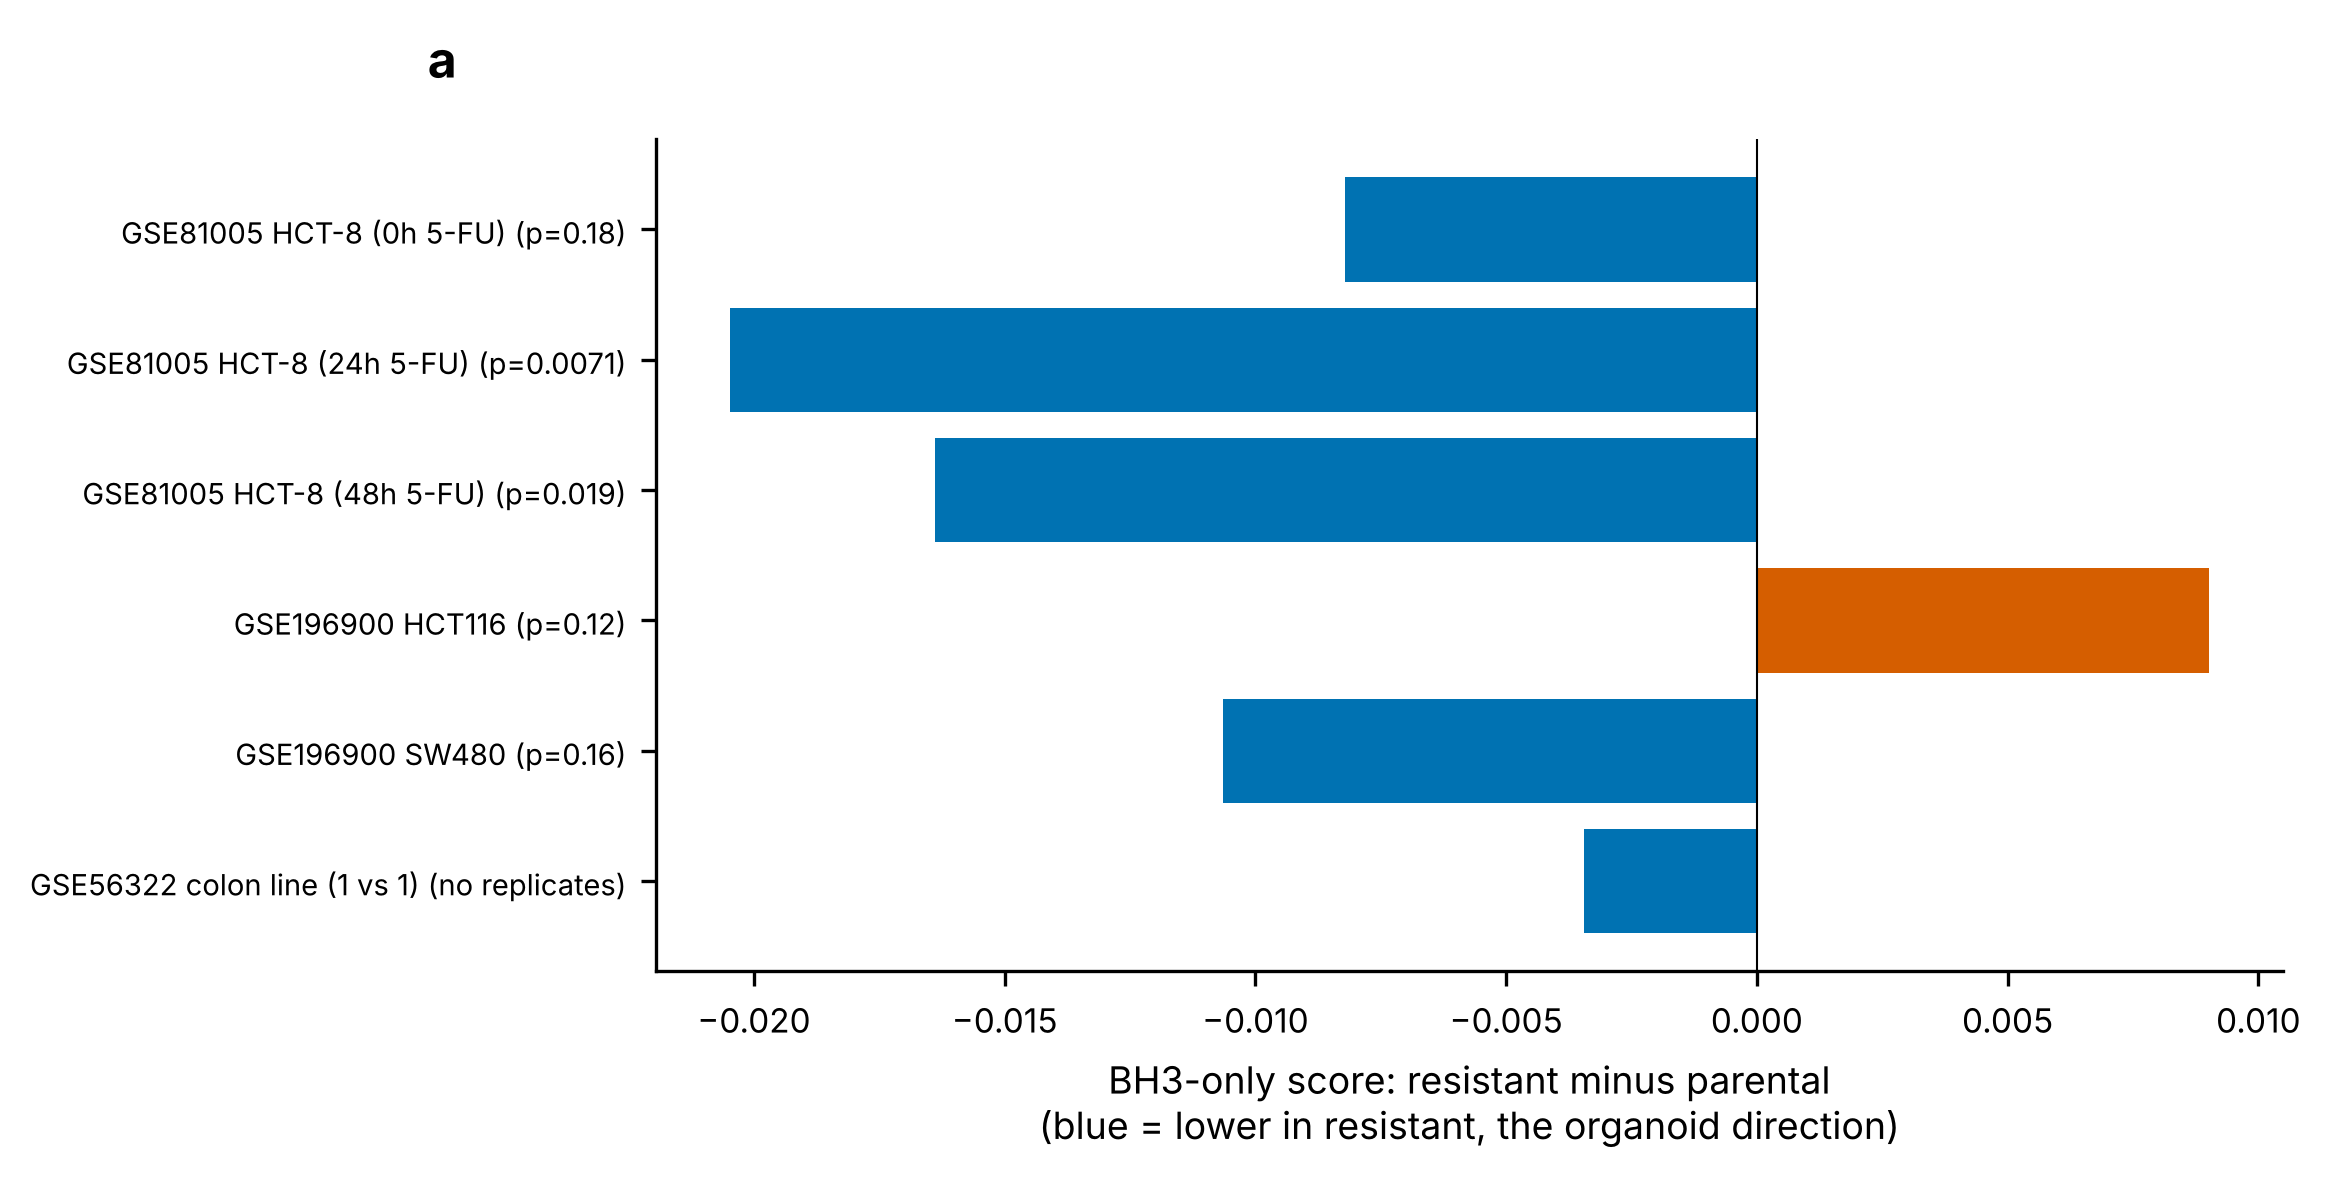 a
GSE81005 HCT-8 (0h 5-FU) (p=0.18)
GSE81005 HCT-8 (24h 5-FU) (p=0.0071)
GSE81005 HCT-8 (48h 5-FU) (p=0.019)
GSE196900 HCT116 (p=0.12)
GSE196900 SW480 (p=0.16)
GSE56322 colon line (1 vs 1) (no replicates)
−0.020 −0.015 −0.010 −0.005 0.000 0.005 0.010
BH3-only score: resistant minus parental
(blue = lower in resistant, the organoid direction)